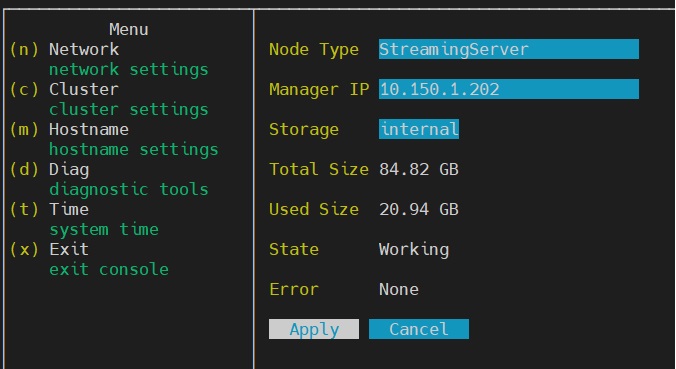 Menu
(n) Network
network settings
(c) Cluster
cluster settings
(m) Hostname
hostname settings
(d) Diag
diagnostic tools
(t) Time
system time
(x) Exit
exit console
Node Type StreamingServer
Manager IP 10.150.1.202
Storage internal
Total Size 84.82 GB
Used Size 20.94 GB
State Working
Error None
Apply Cancel